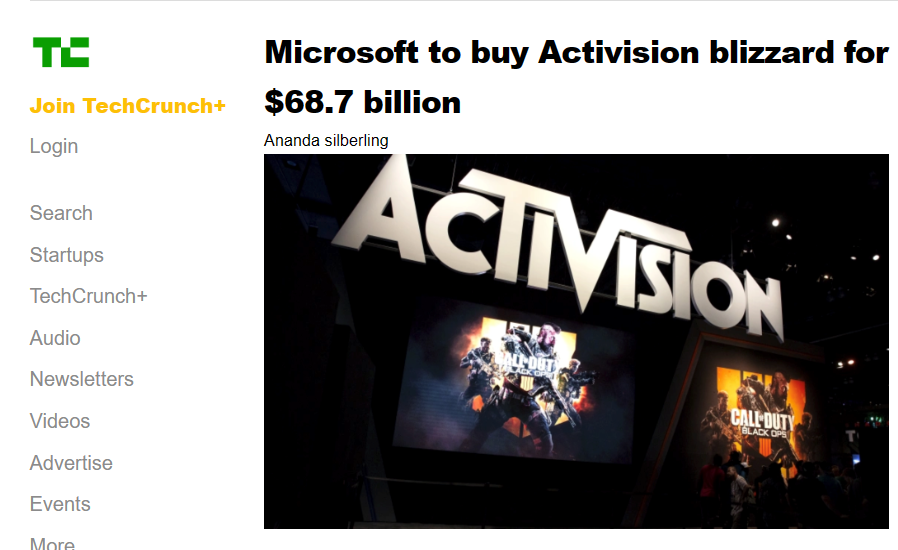 TC
Join TechCrunch+
Login
Search
Startups
TechCrunch+
Audio
Newsletters
Videos
Advertise
Events
More
Microsoft to buy Activision blizzard for
$68.7 billion
Ananda silberling
ACTIVISION
CALL OF DUTY
BLACK OPS
CALL OF DUTY
BLACK OPS